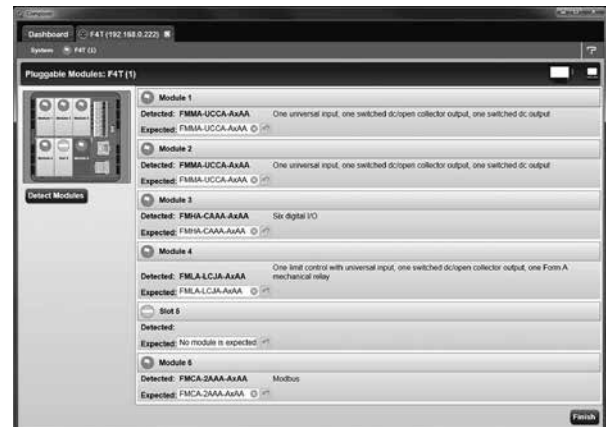 Composer
Dashboard F4T (192.168.0.222)
System F4T (1)
Pluggable Modules: F4T (1)
Detect Modules
Module 1
Detected: FMMA-UCCA-AxAA One universal input, one switched dc/open collector output, one switched dc output
Expected: FMMA-UCCA-AxAA
Module 2
Detected: FMMA-UCCA-AxAA One universal input, one switched dc/open collector output, one switched dc output
Expected: FMMA-UCCA-AxAA
Module 3
Detected: FMHA-CAAA-AxAA Six digital I/O
Expected: FMHA-CAAA-AxAA
Module 4
One limit control with universal input, one switched dc/open collector output, one Form A
Detected: FMLA-LCJA-AxAA mechanical relay
Expected: FMLA-LCJA-AxAA
Slot 5
Detected:
Expected: No module is expected
Module 6
Detected: FMCA-2AAA-AxAA Modbus
Expected: FMCA-2AAA-AxAA
Finish